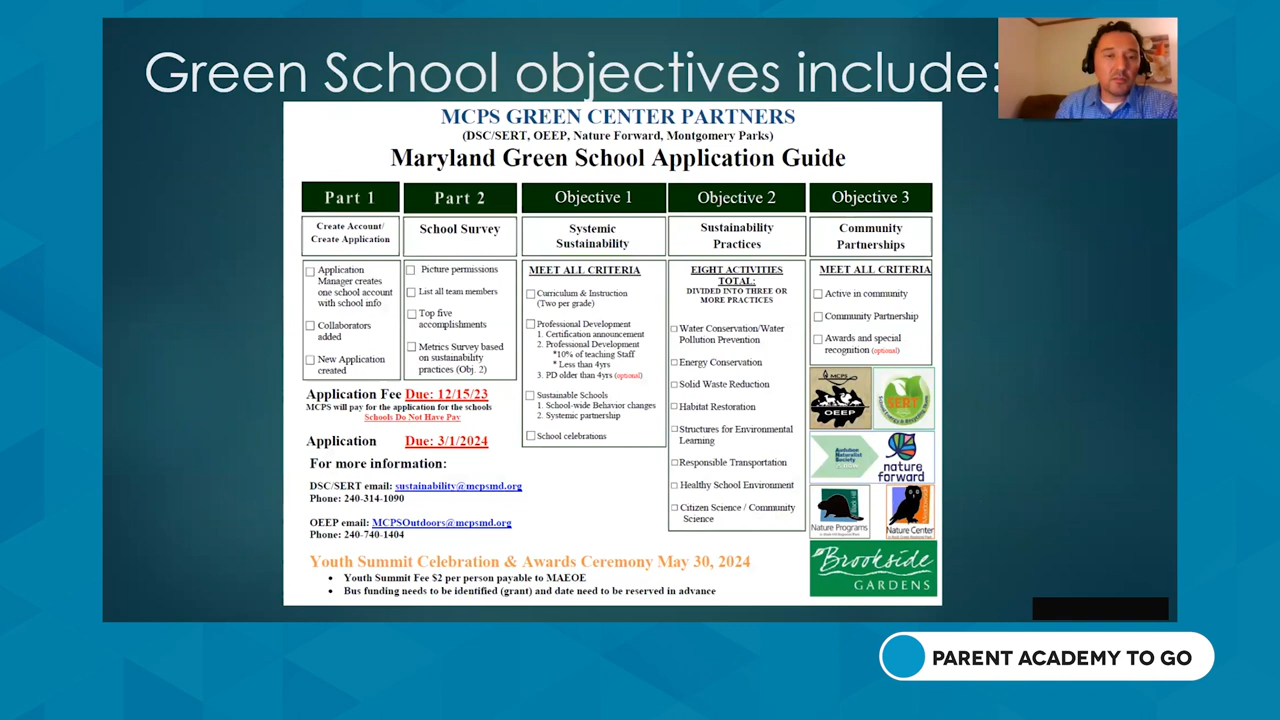 Green School objectives include:
MCPS GREEN CENTER PARTNERS
(DSC/SERT, OEEP, Nature Forward, Montgomery Parks)
Maryland Green School Application Guide
Part 1
Create Account/
Create Application
Application
Manager creates
one school account
with school info
Collaborators
added
New Application
created
Part 2
School Survey
Picture permissions
List all team members
Top five
accomplishments
Metrics Survey based
on sustainability
practices (Obj. 2)
Objective 1
Systemic
Sustainability
MEET ALL CRITERIA
Curriculum & Instruction
(Two per grade)
Professional Development
1. Certification announcement
2. Professional Development
*10% of teaching Staff
* Less than 4yrs
3. PD older than 4yrs (optional)
Sustainable Schools
1. School-wide Behavior changes
2. Systemic partnership
School celebrations
Objective 2
Sustainability
Practices
EIGHT ACTIVITIES
TOTAL:
DIVIDED INTO THREE OR
MORE PRACTICES
Water Conservation/Water
Pollution Prevention
Energy Conservation
Solid Waste Reduction
Habitat Restoration
Structures for Environmental
Learning
Responsible Transportation
Healthy School Environment
Citizen Science / Community
Science
Objective 3
Community
Partnerships
MEET ALL CRITERIA
Active in community
Community Partnership
Awards and special
recognition (optional)
Application Fee Due: 12/15/23
MCPS will pay for the application for the schools
Schools Do Not Have Pay
Application Due: 3/1/2024
For more information:
DSC/SERT email: sustainability@mcpsmd.org
Phone: 240-314-1090
OEEP email: MCPSOutdoors@mcpsmd.org
Phone: 240-740-1404
Youth Summit Celebration & Awards Ceremony May 30, 2024
• Youth Summit Fee $2 per person payable to MAEOE
• Bus funding needs to be identified (grant) and date need to be reserved in advance
MCPS
OEEP
SERT
Audubon
Naturalist
Society
nature
forward
Nature Programs
Nature Center
Brookside
GARDENS
PARENT ACADEMY TO GO